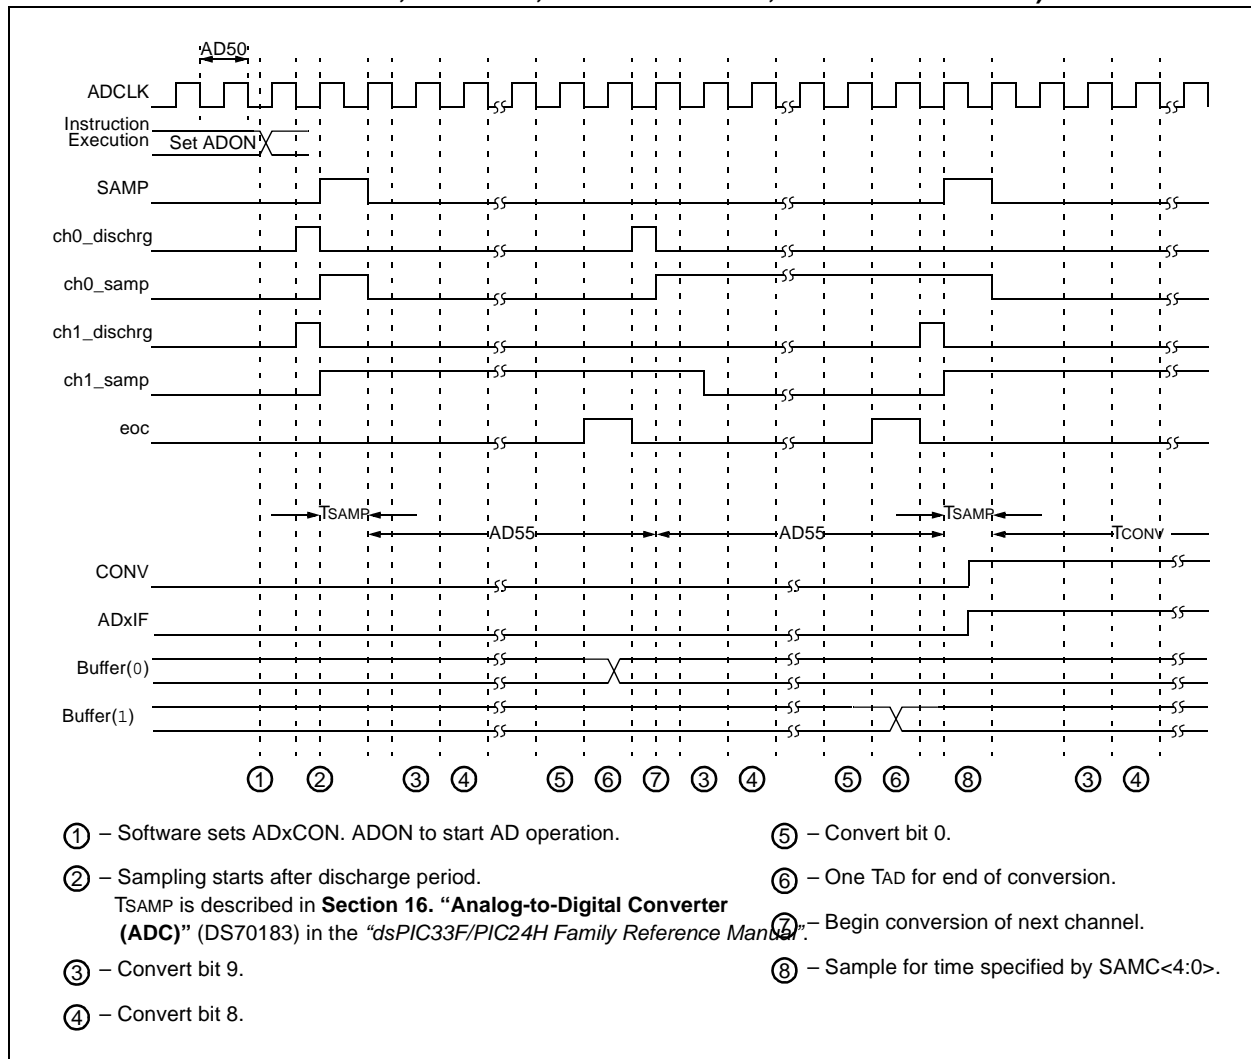 AD50
ADCLK
Instruction
Execution
Set ADON
SAMP
ch0_dischrg
ch0_samp
ch1_dischrg
ch1_samp
eoc
TSAMP TSAMP
AD55 AD55 TCONV
CONV
ADxIF
Buffer(0)
Buffer(1)
1 2 3 4 5 6 7 3 4 5 6 8 3 4
1 – Software sets ADxCON. ADON to start AD operation.
2 – Sampling starts after discharge period.
TSAMP is described in Section 16. “Analog-to-Digital Converter
(ADC)” (DS70183) in the “dsPIC33F/PIC24H Family Reference Manual”.
3 – Convert bit 9.
4 – Convert bit 8.
5 – Convert bit 0.
6 – One TAD for end of conversion.
7 – Begin conversion of next channel.
8 – Sample for time specified by SAMC<4:0>.